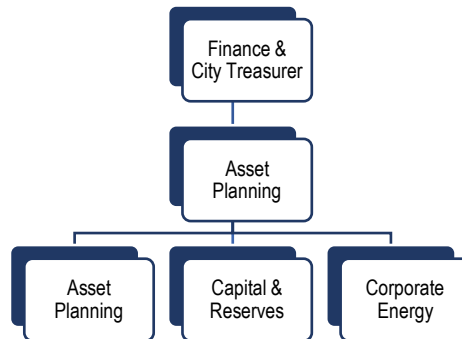 Finance &
City Treasurer
Asset
Planning
Asset
Planning
Capital &
Reserves
Corporate
Energy